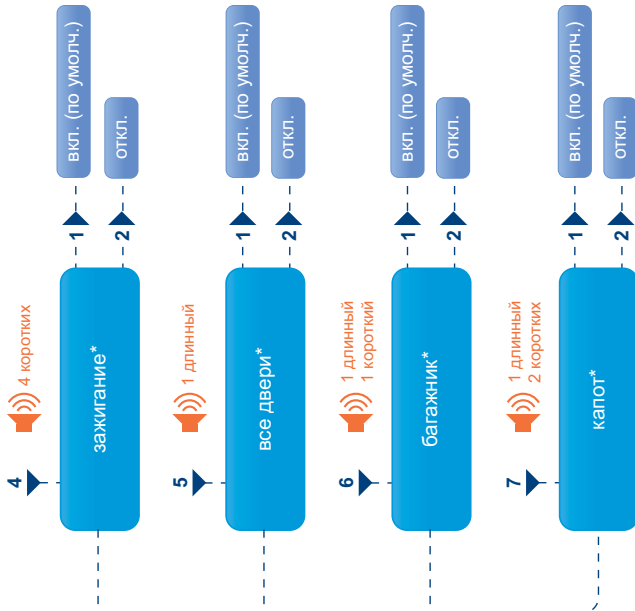 4
4 коротких
зажигание*
1
вкл. (по умолч.)
2
откл.
5
1 длинный
все двери*
1
вкл. (по умолч.)
2
откл.
6
1 длинный
1 короткий
багажник*
1
вкл. (по умолч.)
2
откл.
7
1 длинный
2 коротких
капот*
1
вкл. (по умолч.)
2
откл.